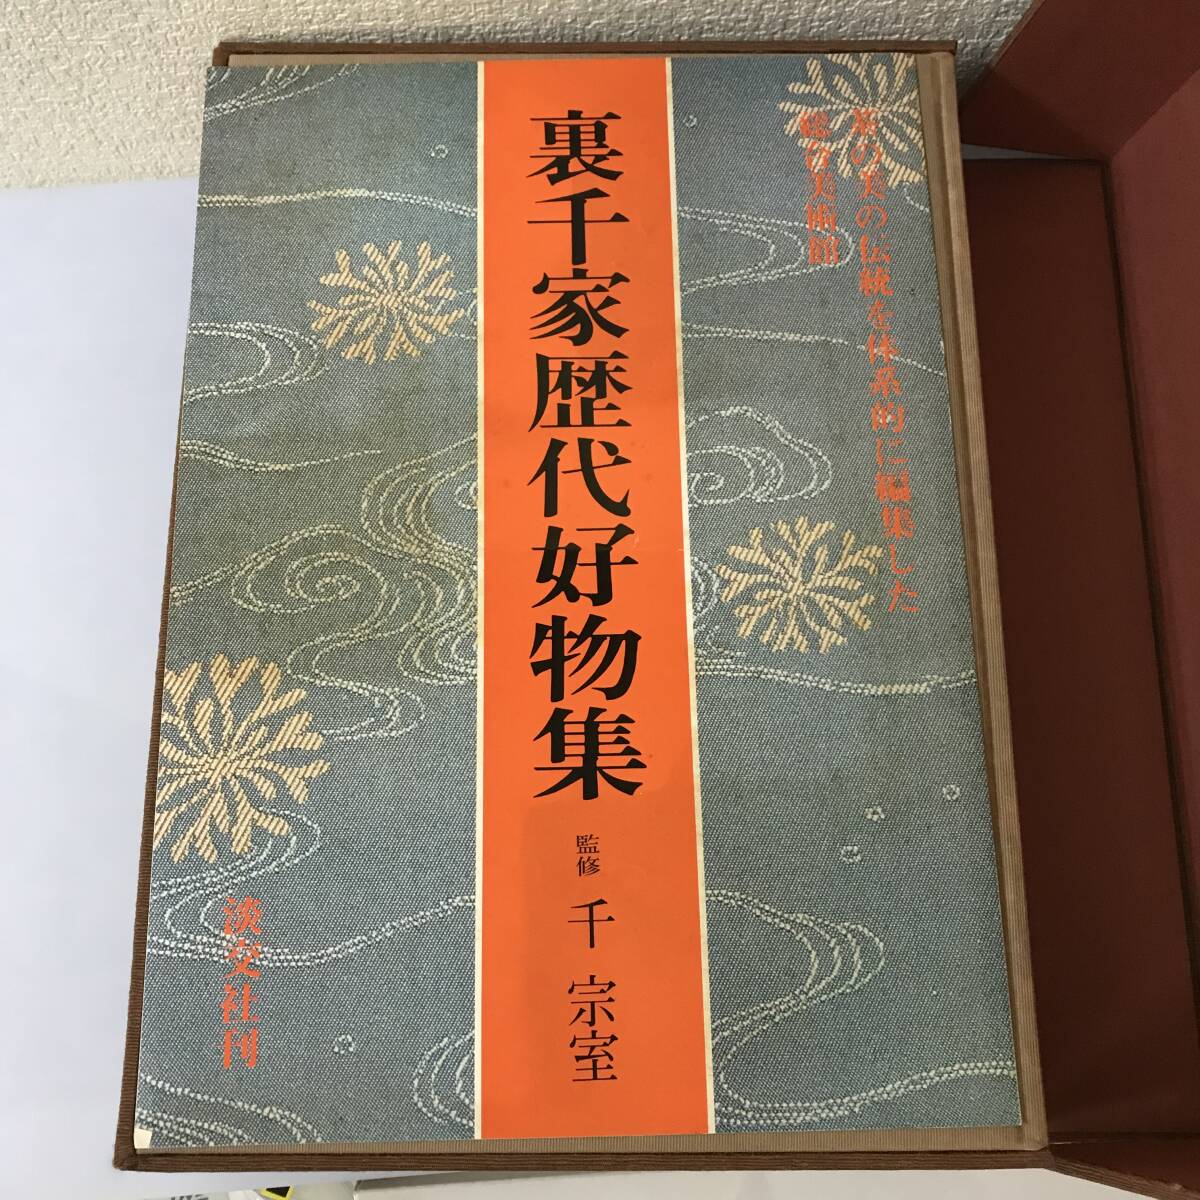 茶の美の伝統を体系的に編集した
総合美術館
裏千家歴代好物集
監修 千 宗室
淡交社刊